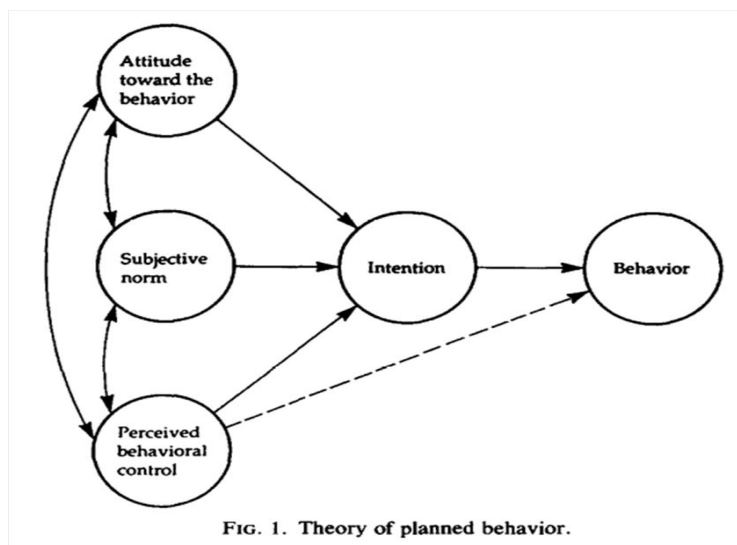 Attitude
toward the
behavior
Subjective
norm
Intention
Behavior
Perceived
behavioral
control
FIG. 1. Theory of planned behavior.